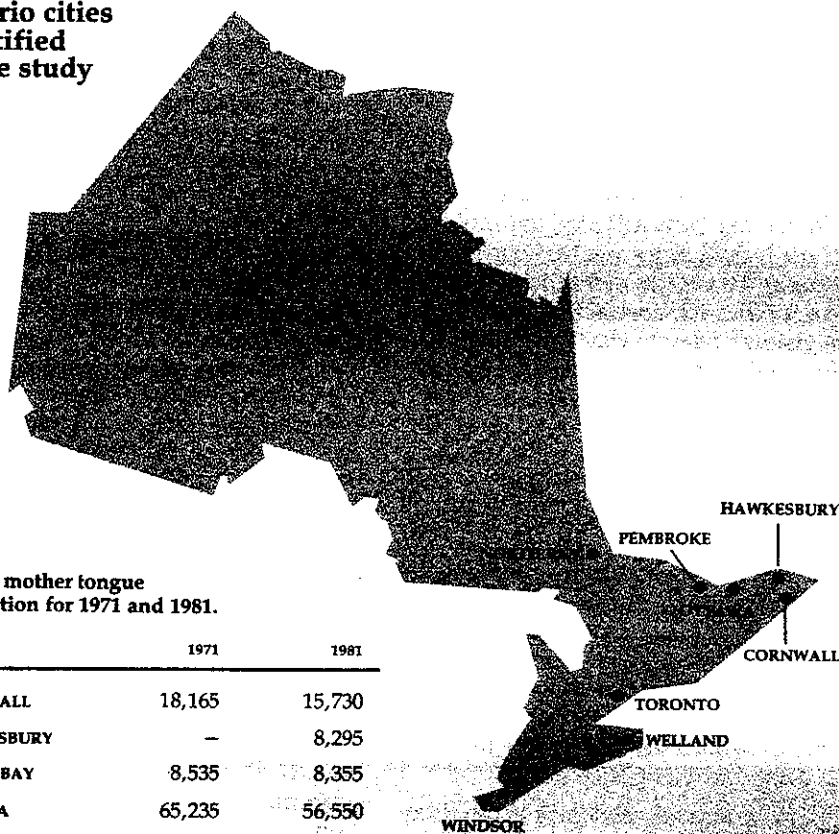 rio cities
tified
e study
HAWKESBURY
PEMBROKE
CORNWALL
TORONTO
WELLAND
WINDSOR
mother tongue
tion for 1971 and 1981.
1971 1981
ALL 18,165 15,730
SBURY – 8,295
BAY 8,535 8,355
A 65,235 56,550